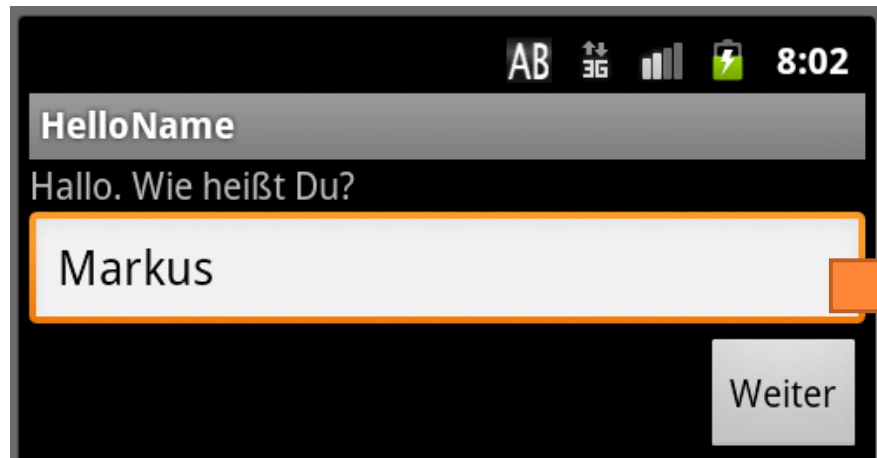 AB 3G 8:02
HelloName
Hallo. Wie heißt Du?
Markus
Weiter